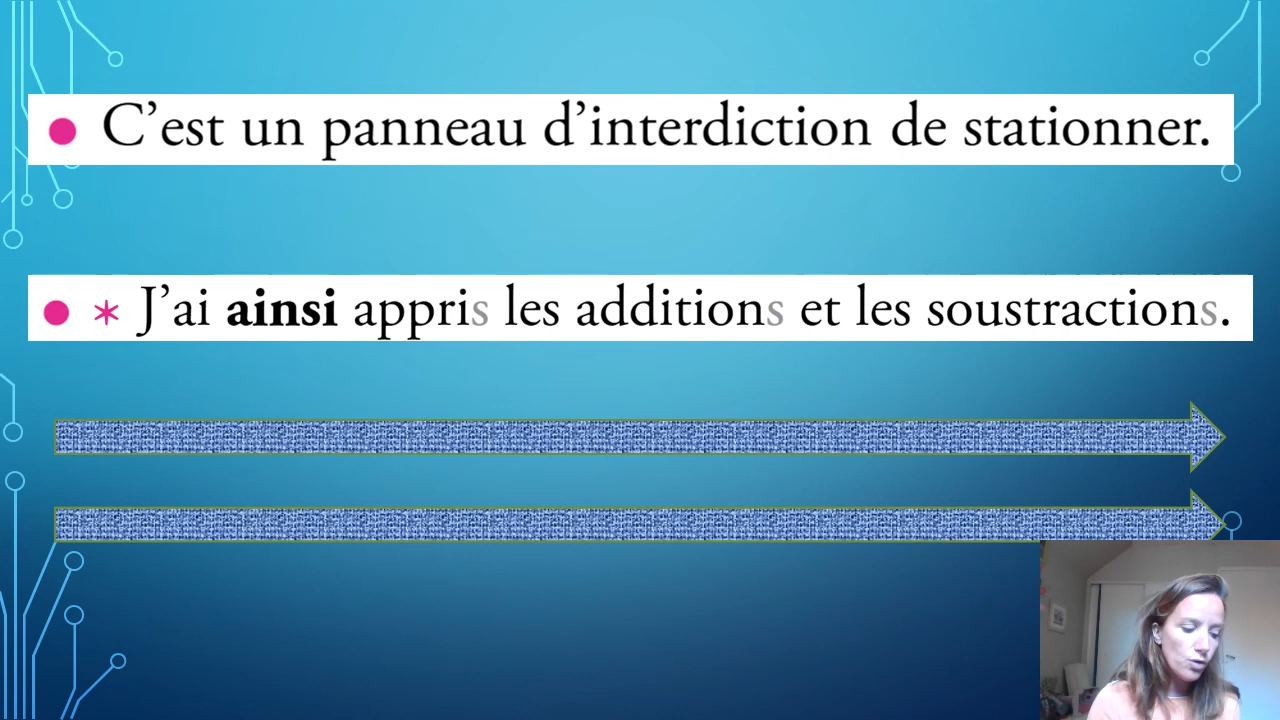 C’est un panneau d’interdiction de stationner.
* J’ai ainsi appris les additions et les soustractions.